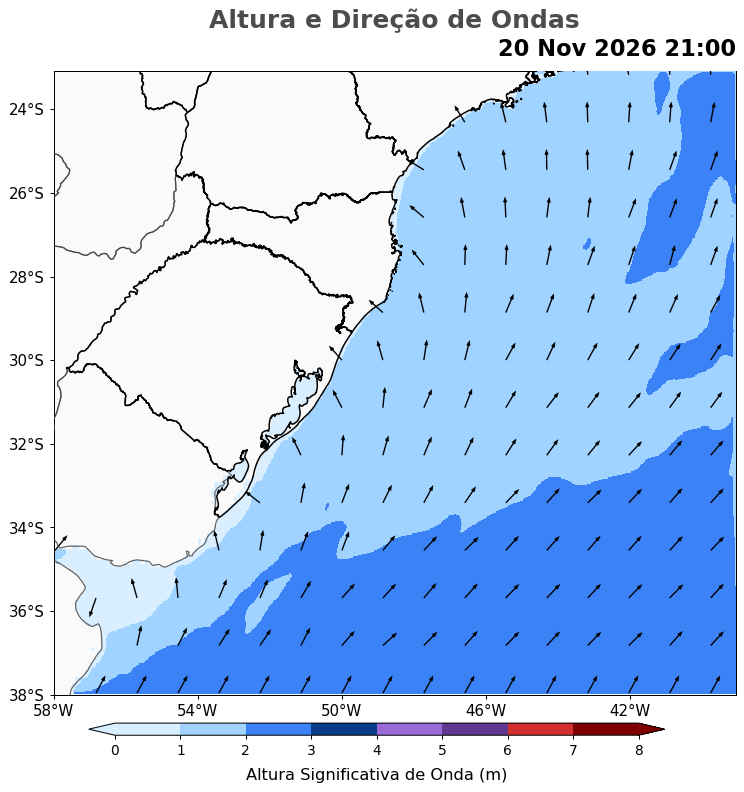 Altura e Direção de Ondas
20 Nov 2026 21:00
24°S
26°S
28°S
30°S
32°S
34°S
36°S
38°S
58°W 54°W 50°W 46°W 42°W
0 1 2 3 4 5 6 7 8
Altura Significativa de Onda (m)